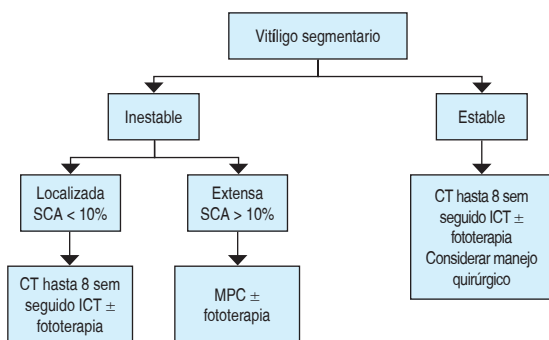 Vitíligo segmentario
Inestable
Estable
Localizada
SCA < 10%
Extensa
SCA > 10%
CT hasta 8 sem
seguido ICT ±
fototerapia
Considerar manejo
quirúrgico
CT hasta 8 sem
seguido ICT ±
fototerapia
MPC ±
fototerapia